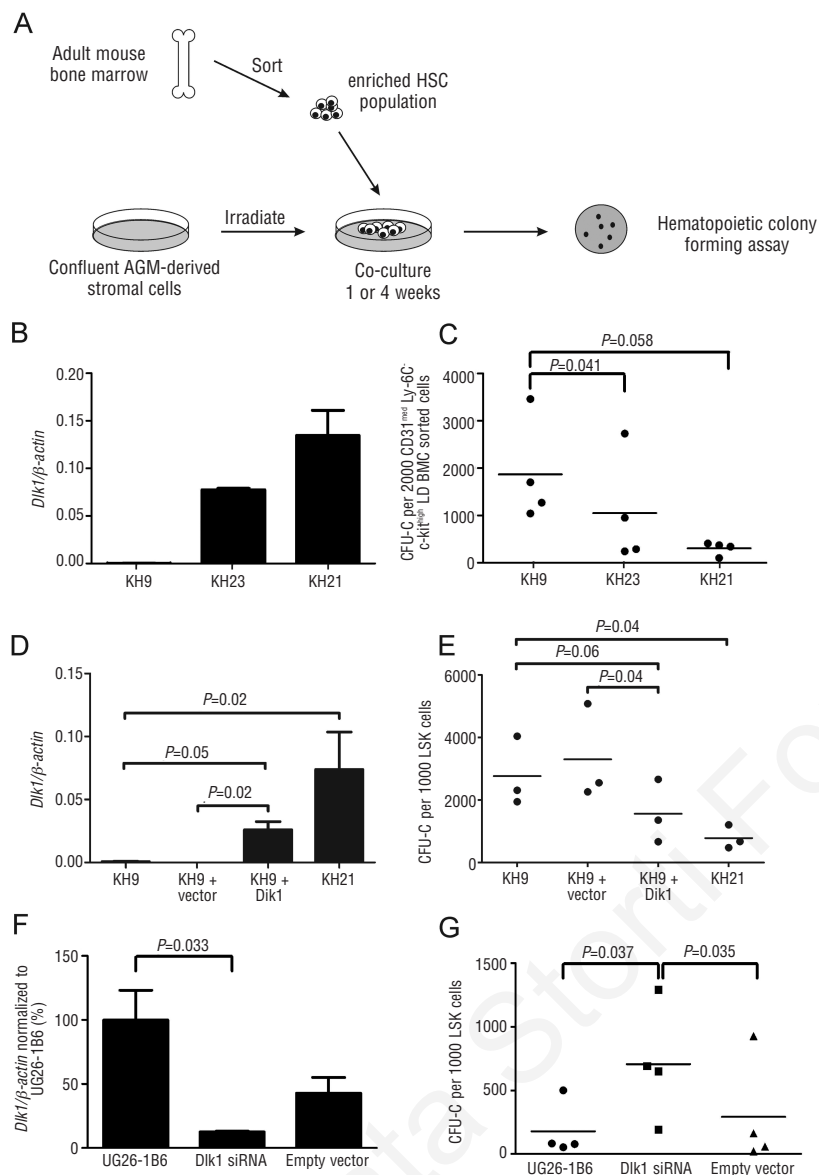 A
Adult mouse
bone marrow
Sort
enriched HSC
population
Irradiate
Confluent AGM-derived
stromal cells
Co-culture
1 or 4 weeks
Hematopoietic colony
forming assay
B
Dlk1/β-actin
0.20
0.15
0.10
0.05
0.00
KH9
KH23
KH21
C
P=0.058
P=0.041
CFU-C per 2000 CD31med Ly-6C-
c-kithigh LD BMC sorted cells
4000
3000
2000
1000
0
KH9
KH23
KH21
D
Dlk1/β-actin
0.15
0.10
0.05
0.00
P=0.02
P=0.05
P=0.02
KH9
KH9 +
vector
KH9 +
Dlk1
KH21
E
P=0.04
P=0.06
P=0.04
CFU-C per 1000 LSK cells
6000
4000
2000
0
KH9
KH9 +
vector
KH9 +
Dlk1
KH21
F
P=0.033
Dlk1/β-actin normalized to
UG26-1B6 (%)
150
100
50
0
UG26-1B6
Dlk1 siRNA
Empty vector
G
P=0.037
P=0.035
CFU-C per 1000 LSK cells
1500
1000
500
0
UG26-1B6
Dlk1 siRNA
Empty vector
ata Storti Fo